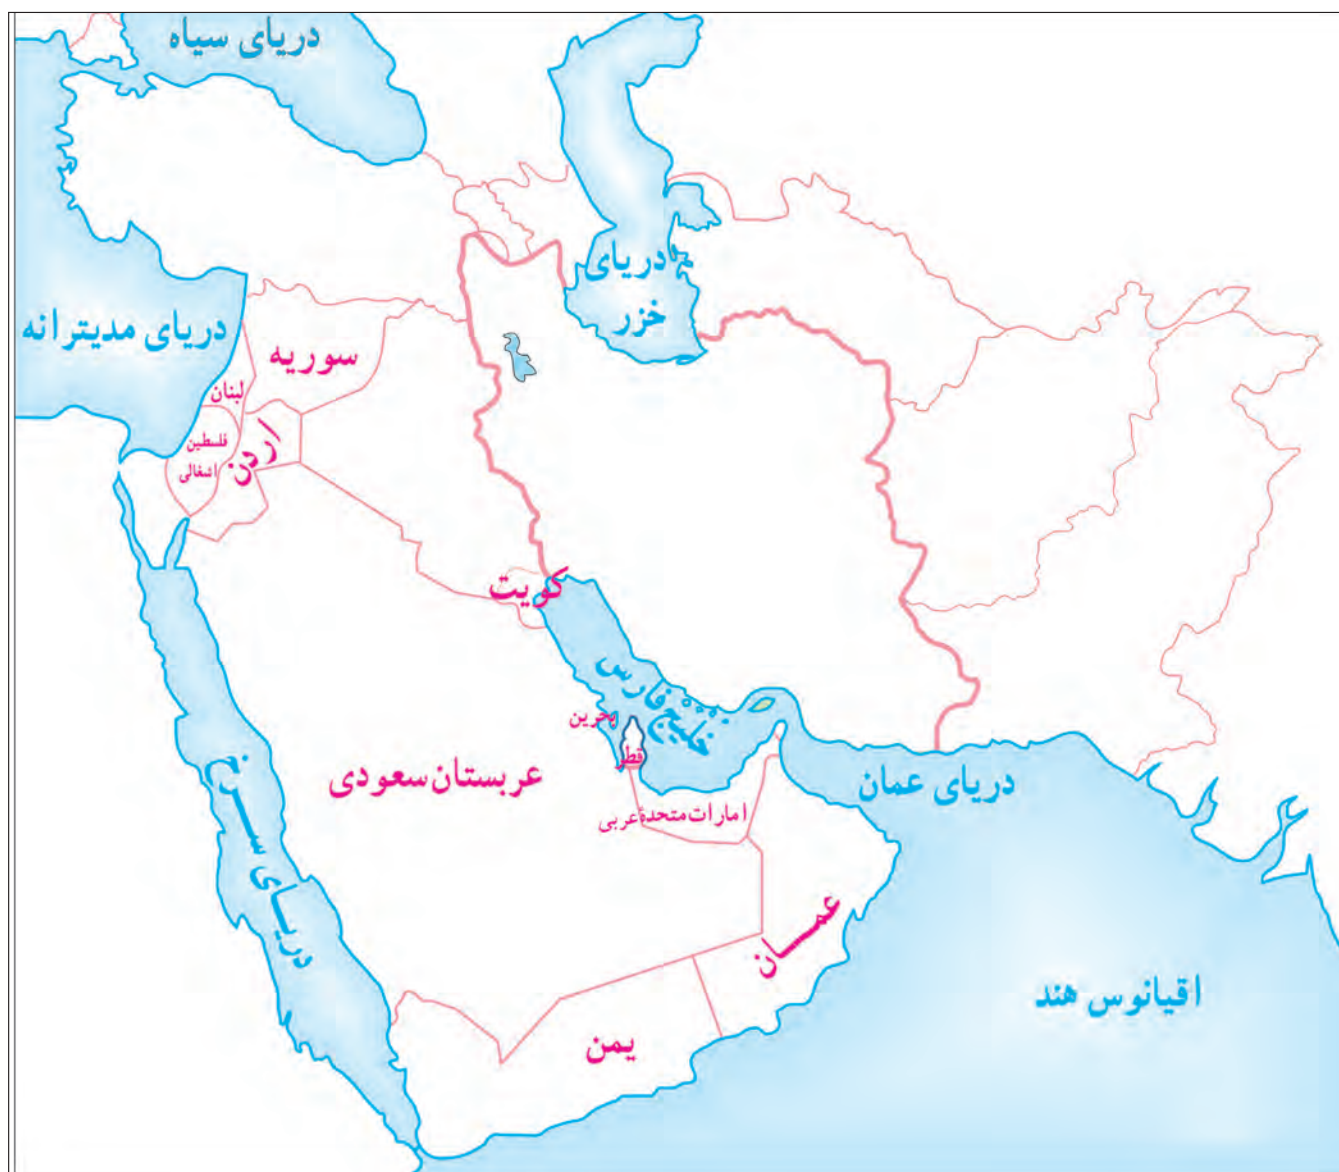 دریای سیاه
دریای
خزر
دریای مدیترانه
سوریه
لبنان
فلسطین
اشغالی
اردن
کویت
خلیج فارس
بحرین
قطر
عربستان سعودی
امارات متحدهٔ عربی
دریای عمان
دریای سرخ
عمان
اقیانوس هند
یمن